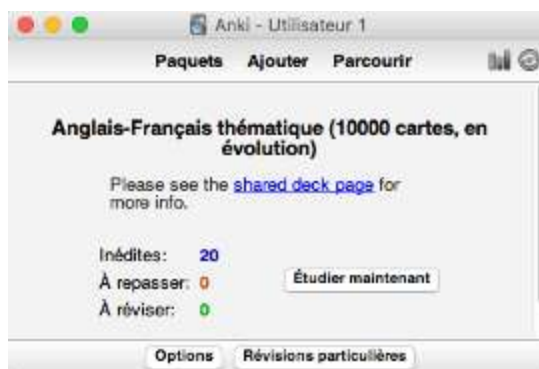 Anki - Utilisateur 1
Paquets Ajouter Parcourir
Anglais-Français thématique (10000 cartes, en
évolution)
Please see the shared deck page for
more info.
Inédites: 20
À repasser: 0
Étudier maintenant
À réviser: 0
Options Révisions particulières